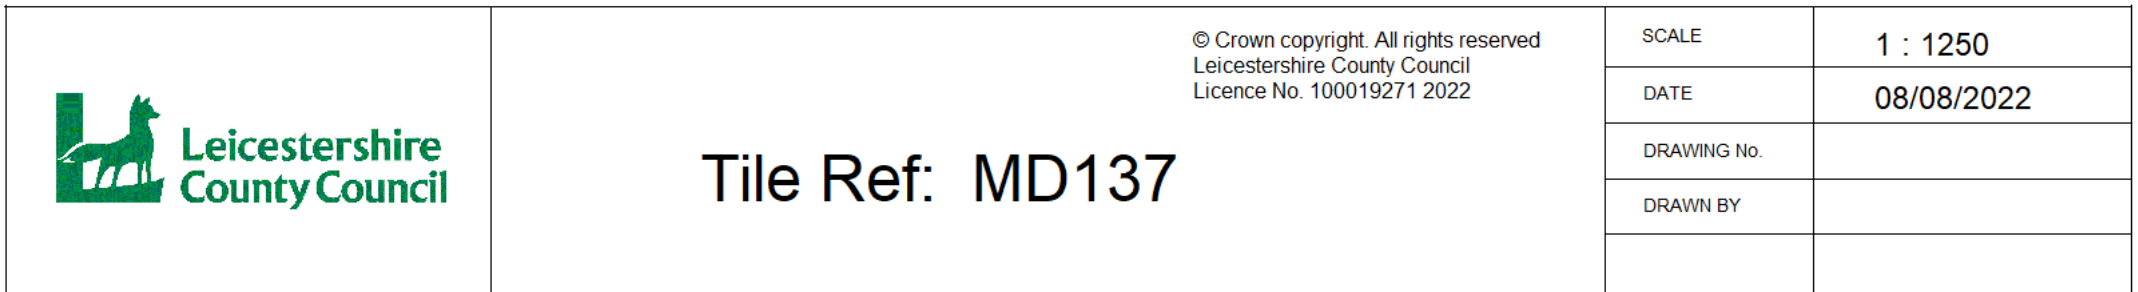 Leicestershire
County Council
© Crown copyright. All rights reserved
Leicestershire County Council
Licence No. 100019271 2022
Tile Ref: MD137
SCALE 1 : 1250
DATE 08/08/2022
DRAWING No.
DRAWN BY